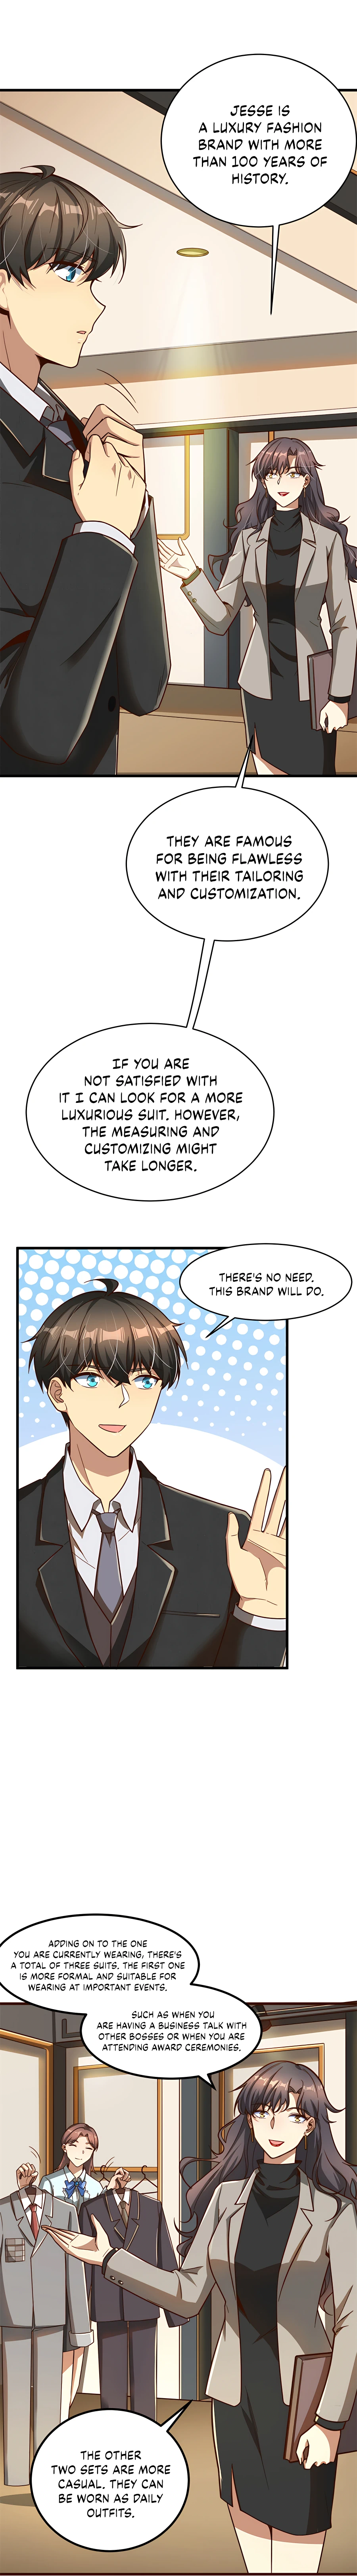 JESSE IS
A LUXURY FASHION
BRAND WITH MORE
THAN 100 YEARS OF
HISTORY.
THEY ARE FAMOUS
FOR BEING FLAWLESS
WITH THEIR TAILORING
AND CUSTOMIZATION.
IF YOU ARE
NOT SATISFIED WITH
IT I CAN LOOK FOR A MORE
LUXURIOUS SUIT. HOWEVER,
THE MEASURING AND
CUSTOMIZING MIGHT
TAKE LONGER.
THERE'S NO NEED.
THIS BRAND WILL DO.
ADDING ON TO THE ONE
YOU ARE CURRENTLY WEARING, THERE'S
A TOTAL OF THREE SUITS. THE FIRST ONE
IS MORE FORMAL AND SUITABLE FOR
WEARING AT IMPORTANT EVENTS.
SUCH AS WHEN YOU
ARE HAVING A BUSINESS TALK WITH
OTHER BOSSES OR WHEN YOU ARE
ATTENDING AWARD CEREMONIES.
THE OTHER
TWO SETS ARE MORE
CASUAL. THEY CAN
BE WORN AS DAILY
OUTFITS.